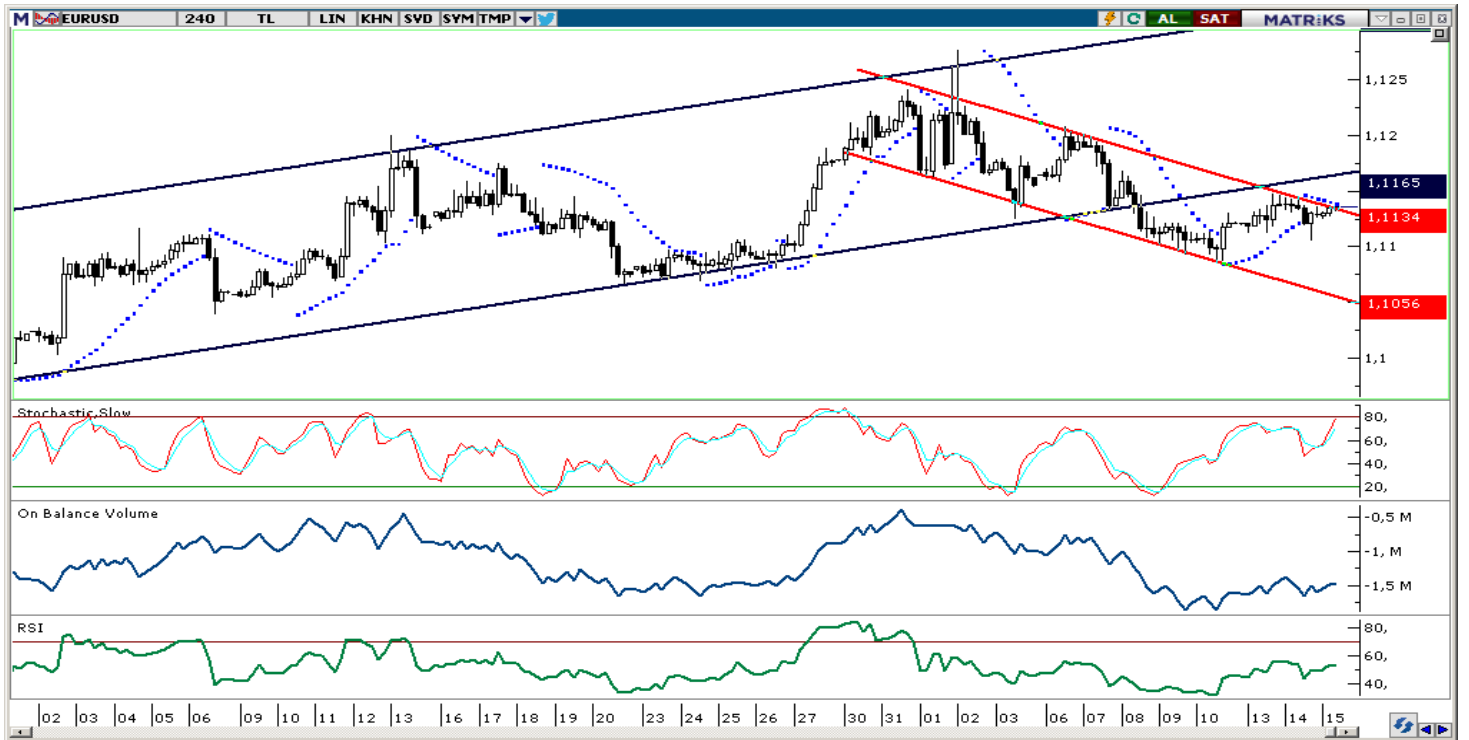 M EURUSD 240 TL LIN KHN SVD SYM TMP AL SAT MATRİKS
1,125
1,12
1,1165
1,1134
1,11
1,1056
1,1
Stochastic.Slow
80,
60,
40,
20,
On Balance Volume
-0,5 M
-1, M
-1,5 M
RSI
80,
60,
40,
02 03 04 05 06 09 10 11 12 13 16 17 18 19 20 23 24 25 26 27 30 31 01 02 03 06 07 08 09 10 13 14 15